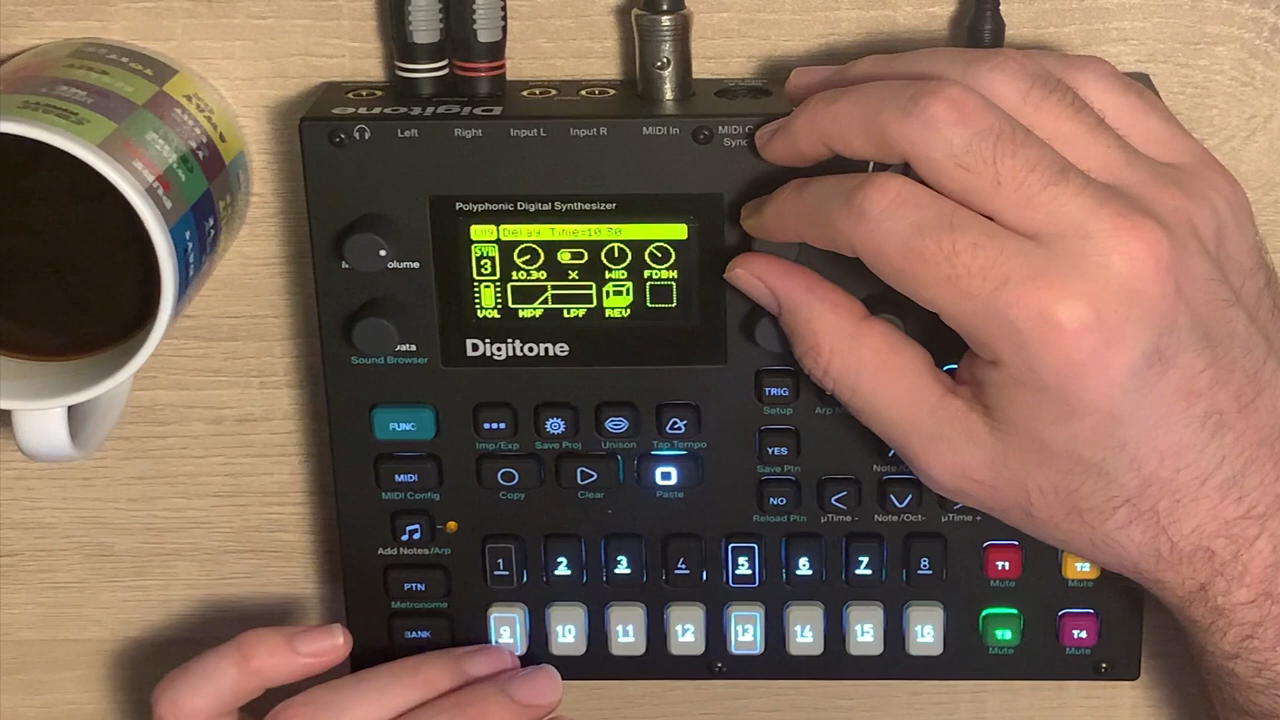 Digitone
Left
Right
Input L
Input R
MIDI In
Polyphonic Digital Synthesizer
Delay Time=10.30
SYN
3
10.30
X
WID
VOL
HPF
LPF
REV
Digitone
Sound Browser
FUNC
Imp/Exp
Save Proj
Unison
Tap Tempo
TRIG
Setup
YES
Save Ptn
MIDI
MIDI Config
Copy
Clear
Paste
NO
Reload Ptn
µTime -
Note/Oct-
µTime +
Add Notes/Arp
1
2
3
4
5
6
7
8
T1
Mute
T2
Mute
PTN
Metronome
BANK
9
10
11
12
13
14
15
16
T3
Mute
T4
Mute